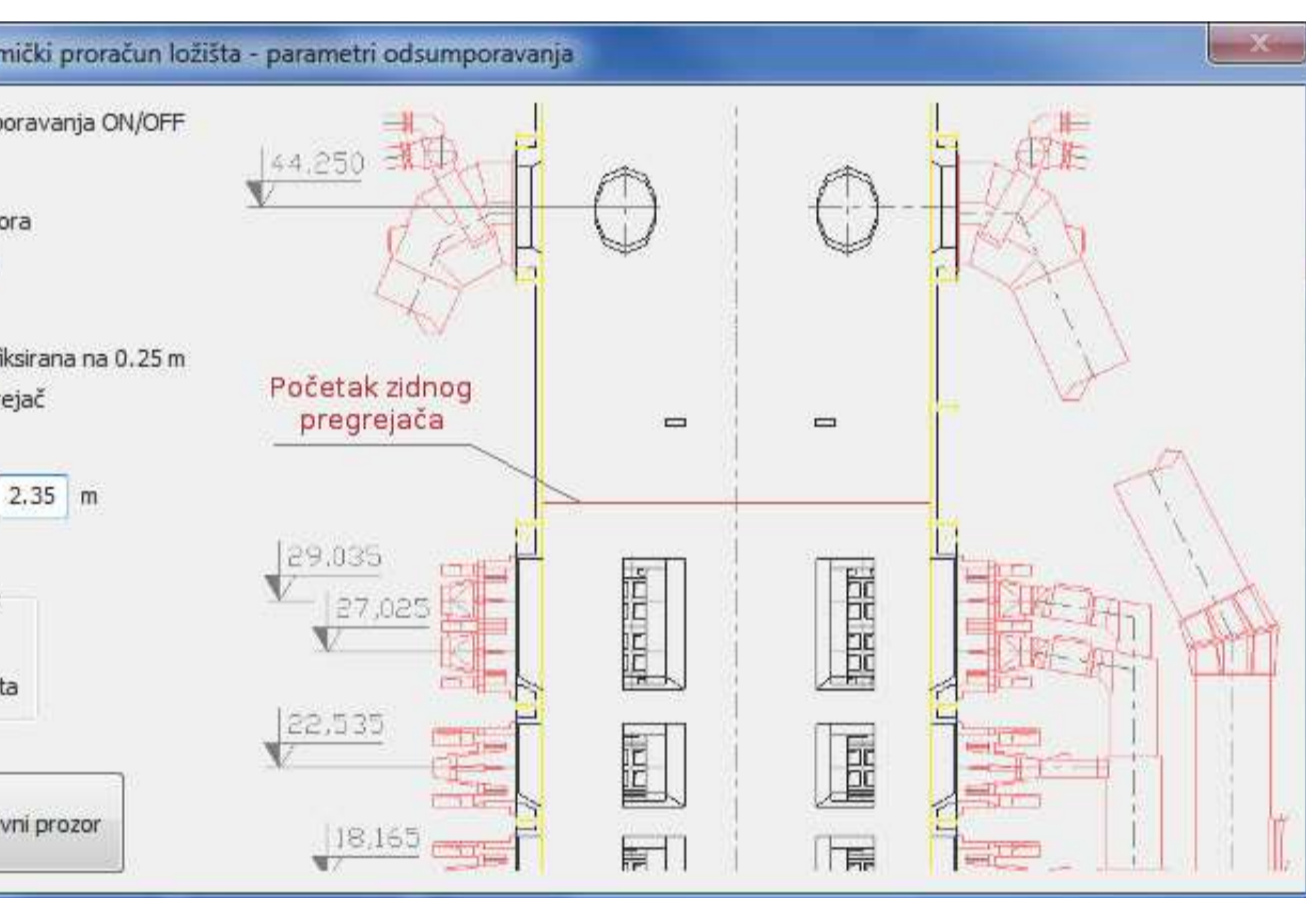 mički proračun ložišta - parametri odsumporavanja
poravanja ON/OFF
44,250
ora
iksirana na 0.25 m
ejač
Početak zidnog
pregrejača
2.35 m
29.035
27,025
ta
22,535
vni prozor
18,165